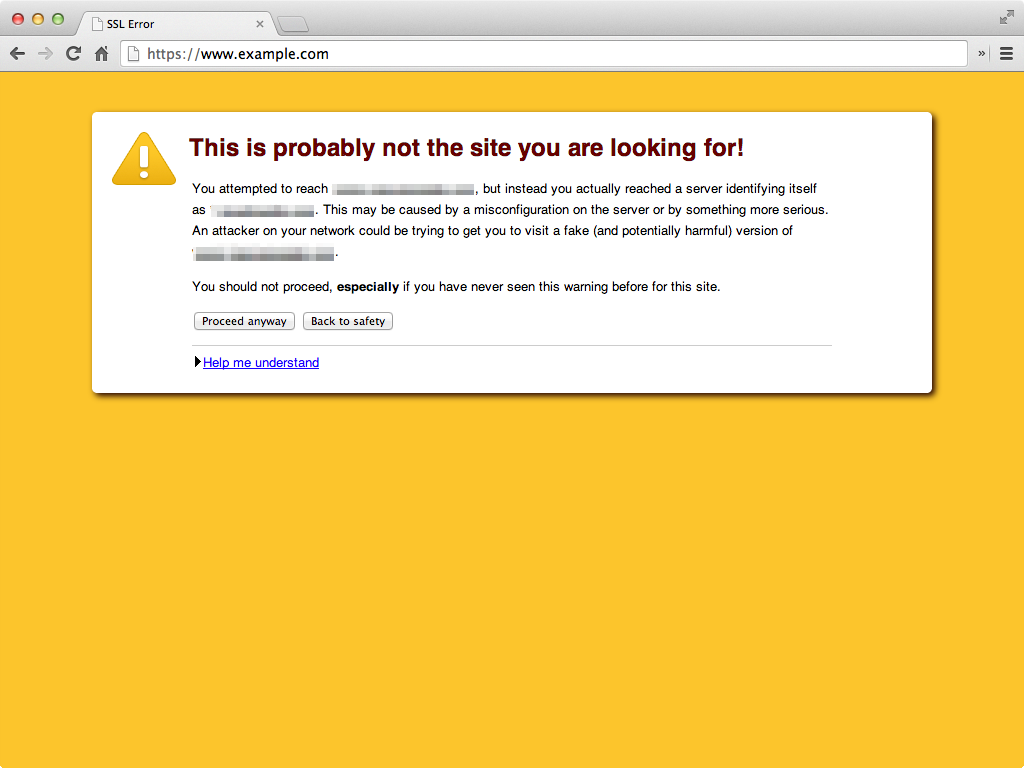 SSL Error
https://www.example.com
This is probably not the site you are looking for!
You attempted to reach , but instead you actually reached a server identifying itself
as . This may be caused by a misconfiguration on the server or by something more serious.
An attacker on your network could be trying to get you to visit a fake (and potentially harmful) version of
.
You should not proceed, especially if you have never seen this warning before for this site.
Proceed anyway Back to safety
Help me understand